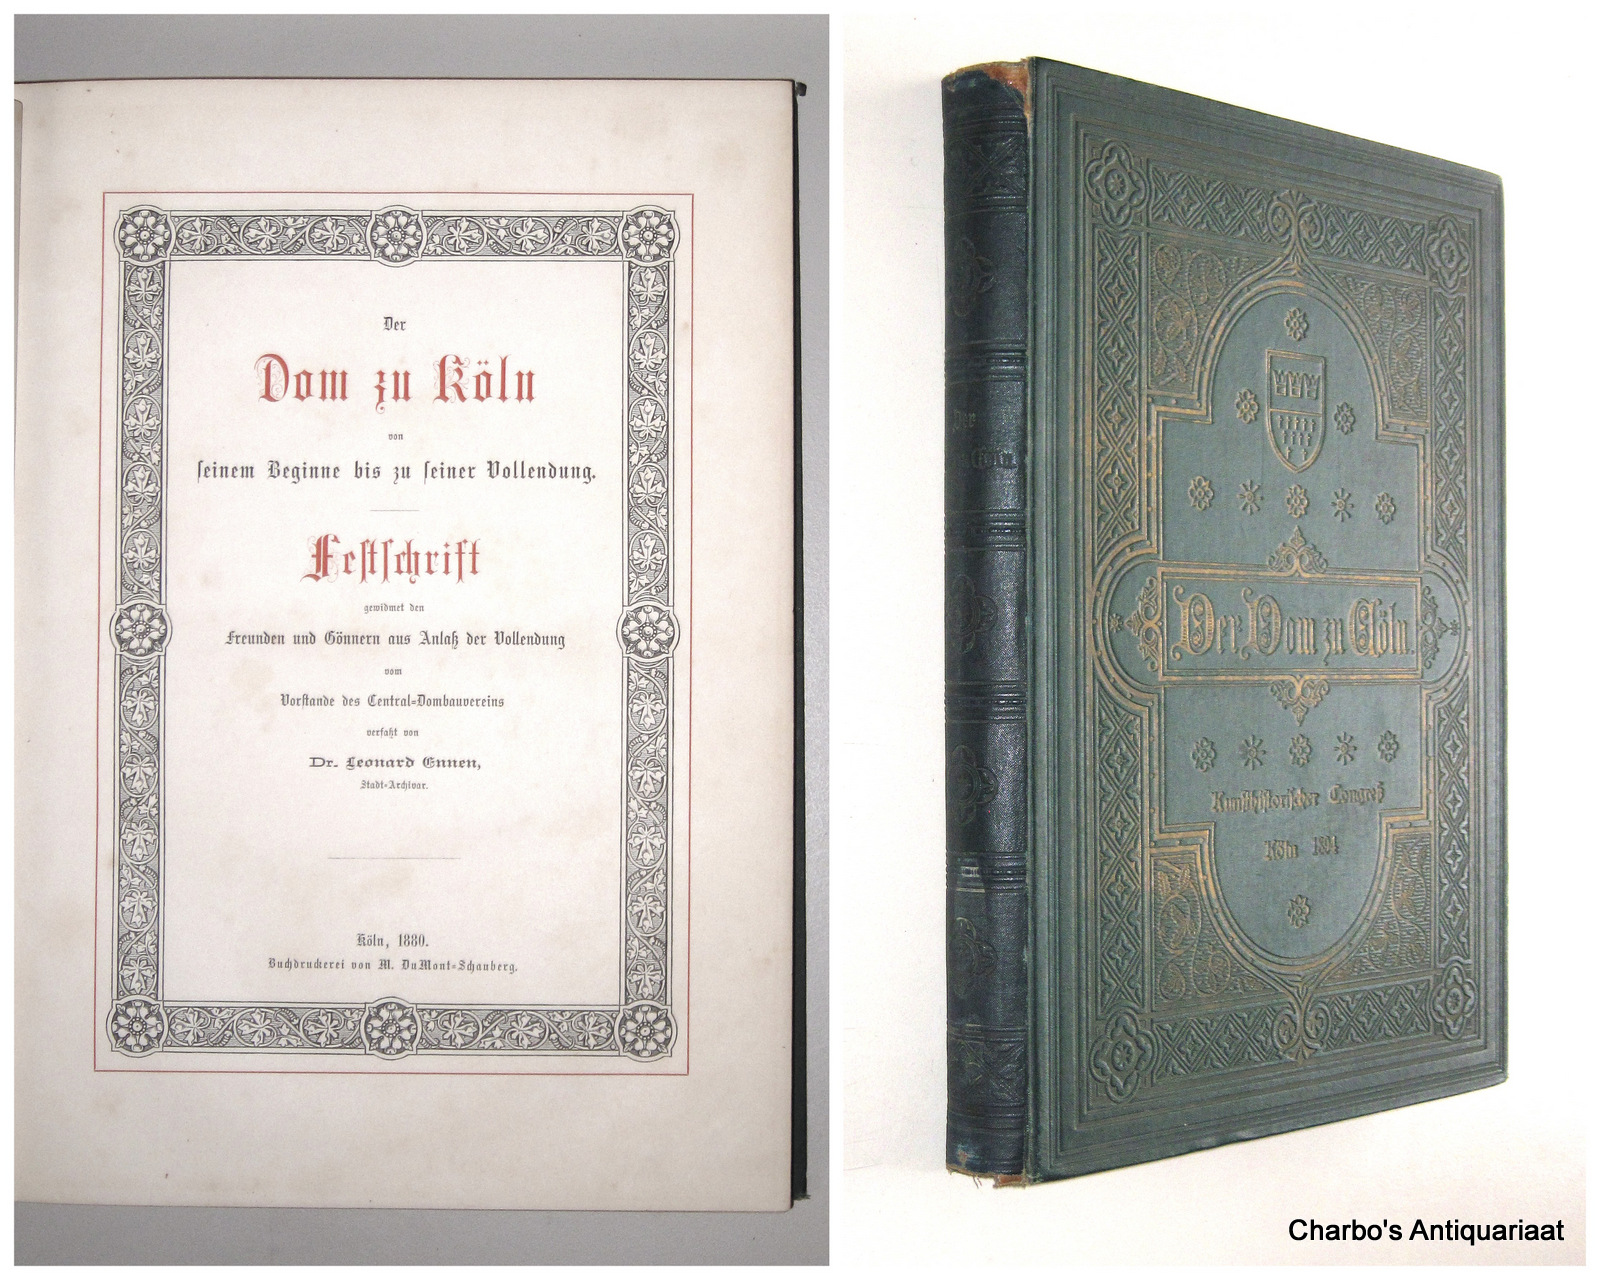 Der
Dom zu Köln
von
seinem Beginne bis zu seiner Vollendung.
Festschrift
gewidmet den
Freunden und Gönnern aus Anlaß der Vollendung
vom
Vorstande des Central-Dombauvereins
verfaßt von
Dr. Leonard Ennen,
Stadt-Archivar.
Köln, 1880.
Buchdruckerei von M. DuMont-Schauberg.
Der
Cöln
Der Dom zu Cöln.
Kunsthistorischer Congreß
Köln 1894
Charbo's Antiquariaat